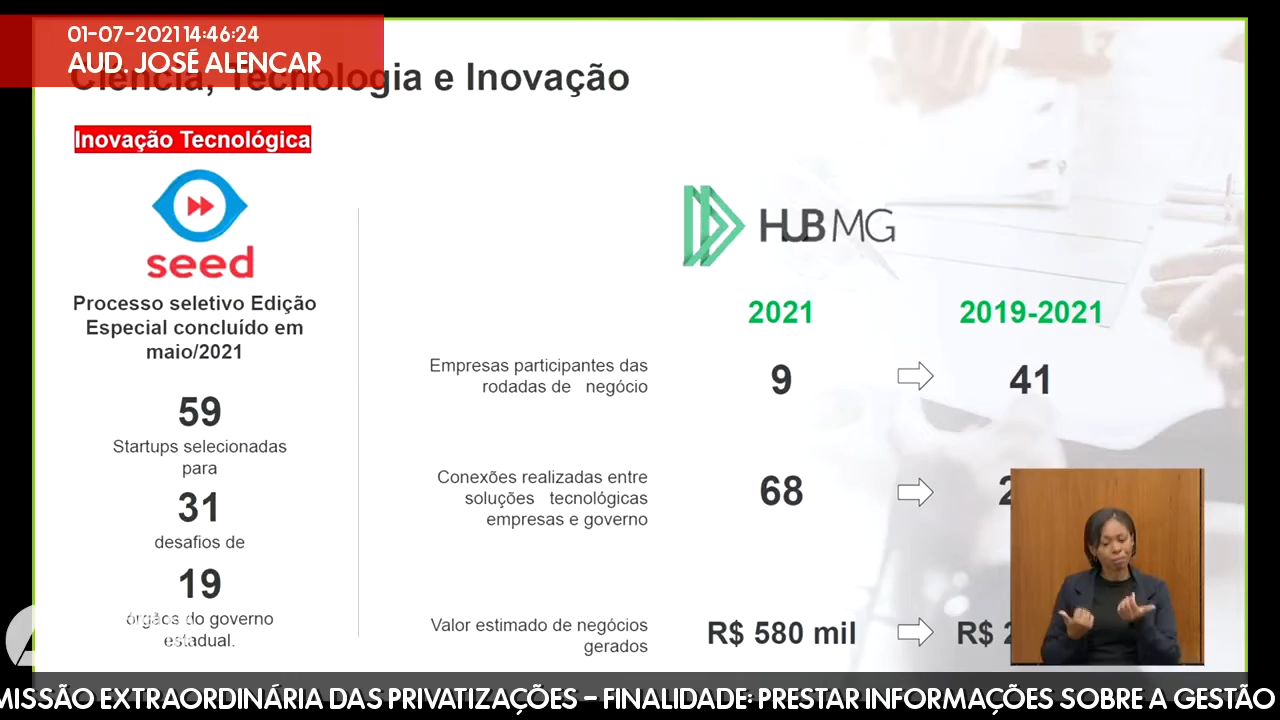 01-07-2021 14:46:24
AUD. JOSÉ ALENCAR
Ciência, Tecnologia e Inovação
Inovação Tecnológica
seed
Processo seletivo Edição
Especial concluído em
maio/2021
59
Startups selecionadas
para
31
desafios de
19
órgãos do governo
estadual.
HUB MG
2021
2019-2021
Empresas participantes das
rodadas de negócio
9
41
Conexões realizadas entre
soluções tecnológicas
empresas e governo
68
Valor estimado de negócios
gerados
R$ 580 mil
R$
MISSÃO EXTRAORDINÁRIA DAS PRIVATIZAÇÕES – FINALIDADE: PRESTAR INFORMAÇÕES SOBRE A GESTÃO